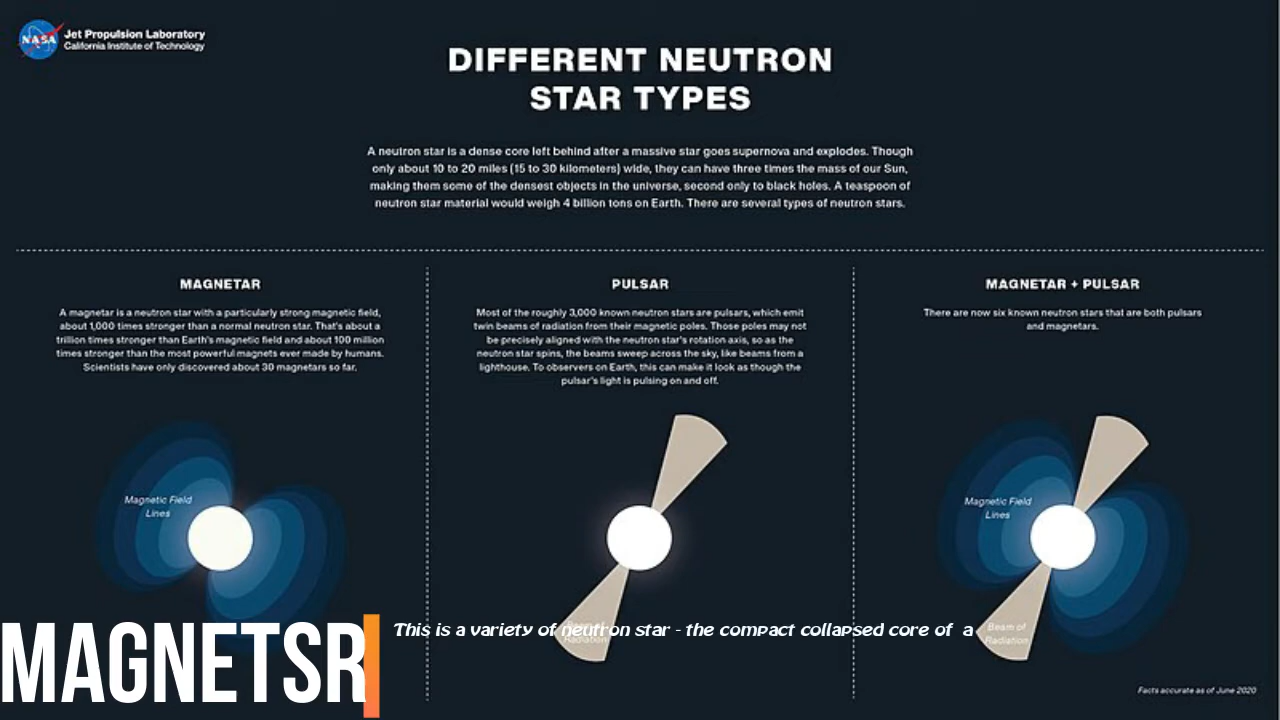 NASA
Jet Propulsion Laboratory
California Institute of Technology
DIFFERENT NEUTRON
STAR TYPES
A neutron star is a dense core left behind after a massive star goes supernova and explodes. Though
only about 10 to 20 miles (15 to 30 kilometers) wide, they can have three times the mass of our Sun,
making them some of the densest objects in the universe, second only to black holes. A teaspoon of
neutron star material would weigh 4 billion tons on Earth. There are several types of neutron stars.
MAGNETAR
A magnetar is a neutron star with a particularly strong magnetic field,
about 1,000 times stronger than a normal neutron star. That's about a
trillion times stronger than Earth's magnetic field and about 100 million
times stronger than the most powerful magnets ever made by humans.
Scientists have only discovered about 30 magnetars so far.
Magnetic Field
Lines
PULSAR
Most of the roughly 3,000 known neutron stars are pulsars, which emit
twin beams of radiation from their magnetic poles. Those poles may not
be precisely aligned with the neutron star's rotation axis, so as the
neutron star spins, the beams sweep across the sky, like beams from a
lighthouse. To observers on Earth, this can make it look as though the
pulsar's light is pulsing on and off.
Beam of
Radiation
MAGNETAR + PULSAR
There are now six known neutron stars that are both pulsars
and magnetars.
Magnetic Field
Lines
Beam of
Radiation
MAGNETSR
This is a variety of neutron star - the compact collapsed core of a
Facts accurate as of June 2020